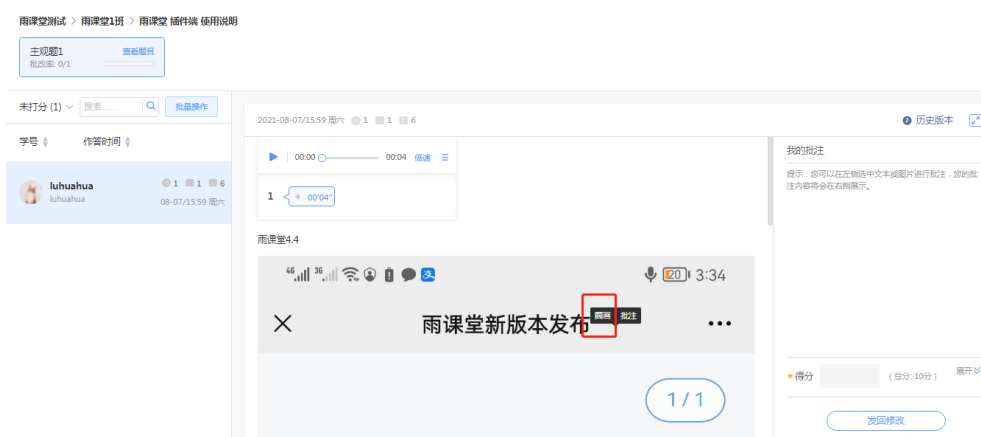 雨课堂测试 > 雨课堂1班 > 雨课堂 插件端 使用说明
主观题1 查看题目
批改率: 0/1
未打分 (1) 搜索...... 批量操作
学号 作答时间
luhuahua 1 1 6
luhuahua 08-07/15:59 周六
2021-08-07/15:59 周六 1 1 6 历史版本
00:00 00:04 倍速
1 00'04"
雨课堂4.4
4G 3G 20 3:34
雨课堂新版本发布 圈画 批注
1/1
我的批注
提示：您可以在左侧选中文本或图片进行批注，您的批
注内容将会在右侧展示。
*得分 （总分: 10分） 展开
发回修改